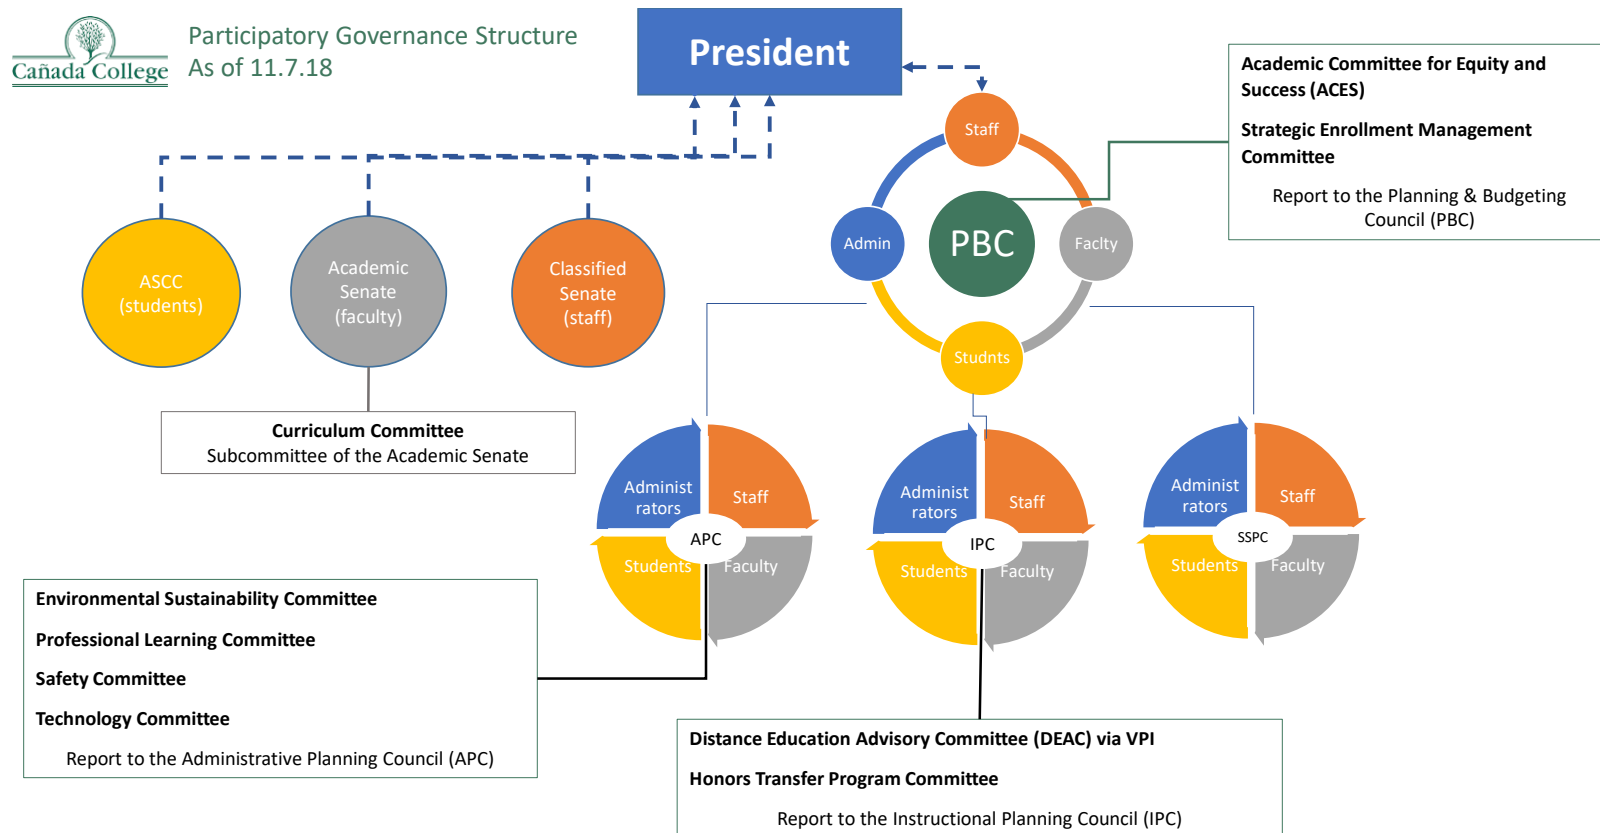 Cañada College
Participatory Governance Structure
As of 11.7.18
President
Academic Committee for Equity and
Success (ACES)
Strategic Enrollment Management
Committee
Report to the Planning & Budgeting
Council (PBC)
Staff
Admin
PBC
Faclty
Studnts
ASCC
(students)
Academic
Senate
(faculty)
Classified
Senate
(staff)
Curriculum Committee
Subcommittee of the Academic Senate
Administ
rators
Staff
APC
Students
Faculty
Administ
rators
Staff
IPC
Students
Faculty
Administ
rators
Staff
SSPC
Students
Faculty
Environmental Sustainability Committee
Professional Learning Committee
Safety Committee
Technology Committee
Report to the Administrative Planning Council (APC)
Distance Education Advisory Committee (DEAC) via VPI
Honors Transfer Program Committee
Report to the Instructional Planning Council (IPC)